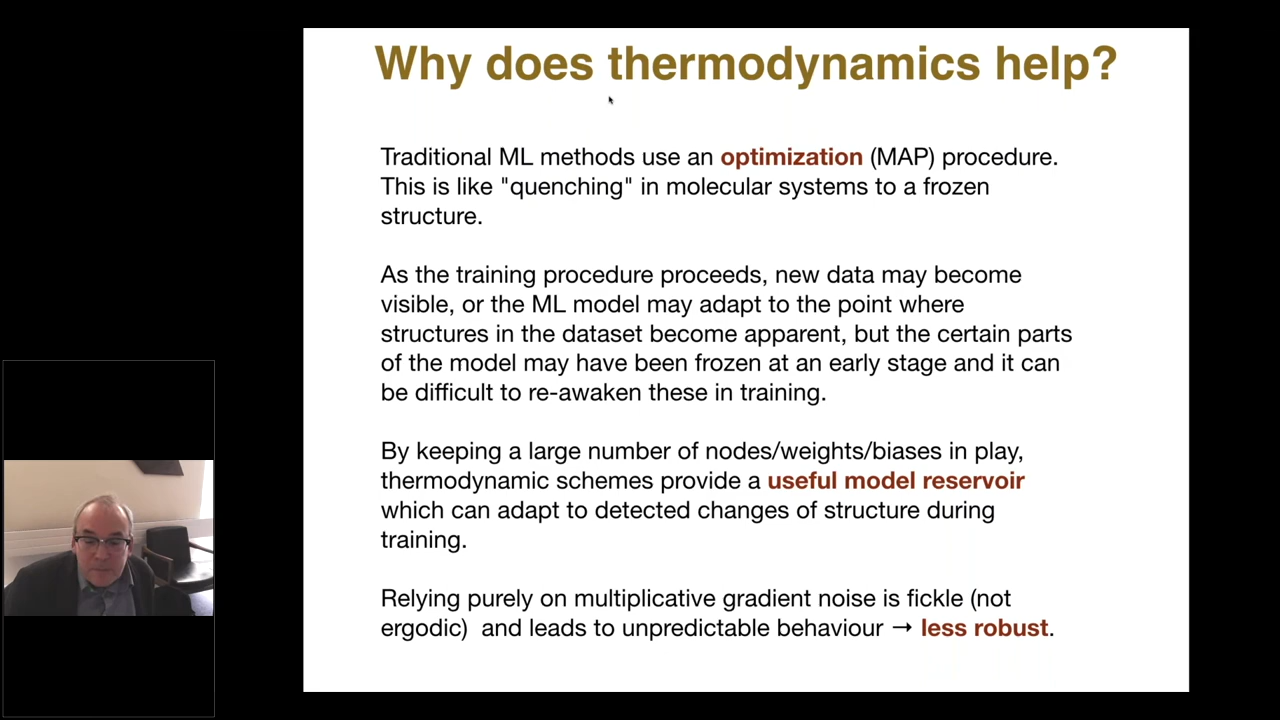 Why does thermodynamics help?
Traditional ML methods use an optimization (MAP) procedure.
This is like "quenching" in molecular systems to a frozen
structure.
As the training procedure proceeds, new data may become
visible, or the ML model may adapt to the point where
structures in the dataset become apparent, but the certain parts
of the model may have been frozen at an early stage and it can
be difficult to re-awaken these in training.
By keeping a large number of nodes/weights/biases in play,
thermodynamic schemes provide a useful model reservoir
which can adapt to detected changes of structure during
training.
Relying purely on multiplicative gradient noise is fickle (not
ergodic)  and leads to unpredictable behaviour → less robust.